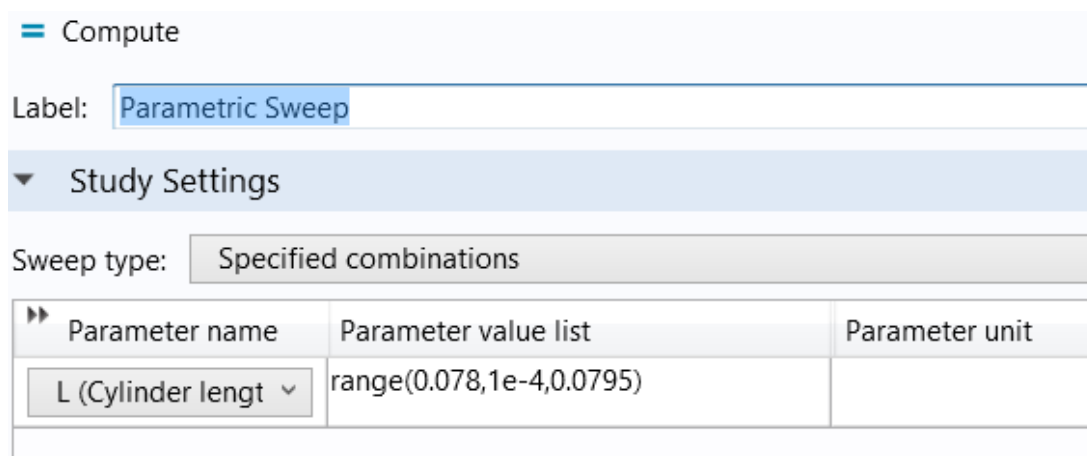 Compute
Label: Parametric Sweep
Study Settings
Sweep type: Specified combinations
Parameter name Parameter value list Parameter unit
L (Cylinder lengt range(0.078,1e-4,0.0795)